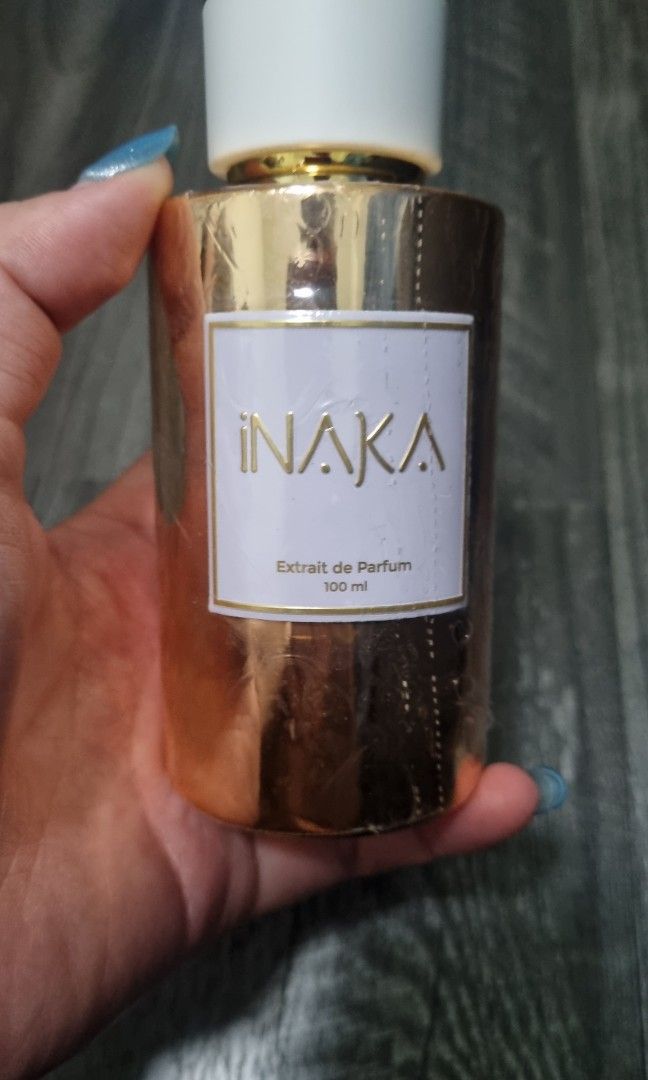 iNAKA
Extrait de Parfum
100 ml